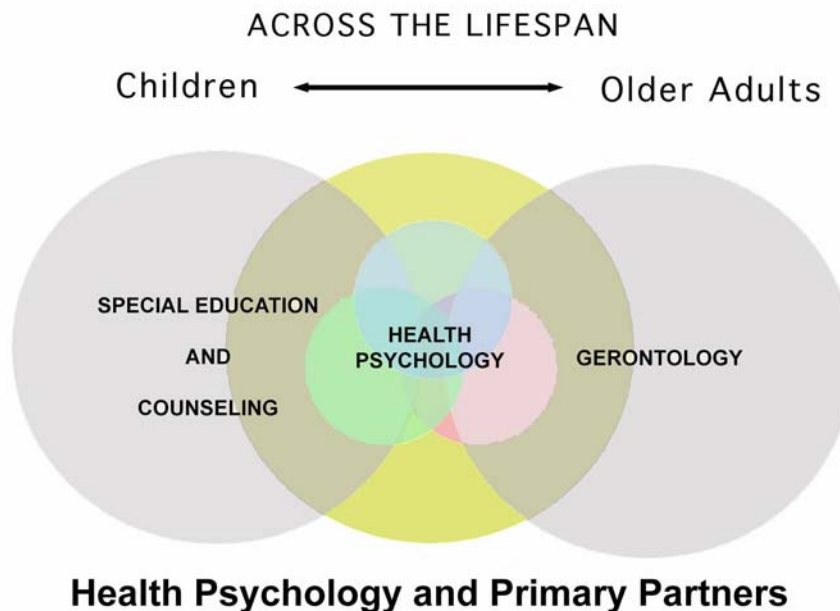 ACROSS THE LIFESPAN
Children
Older Adults
SPECIAL EDUCATION
AND
COUNSELING
HEALTH
PSYCHOLOGY
GERONTOLOGY
Health Psychology and Primary Partners